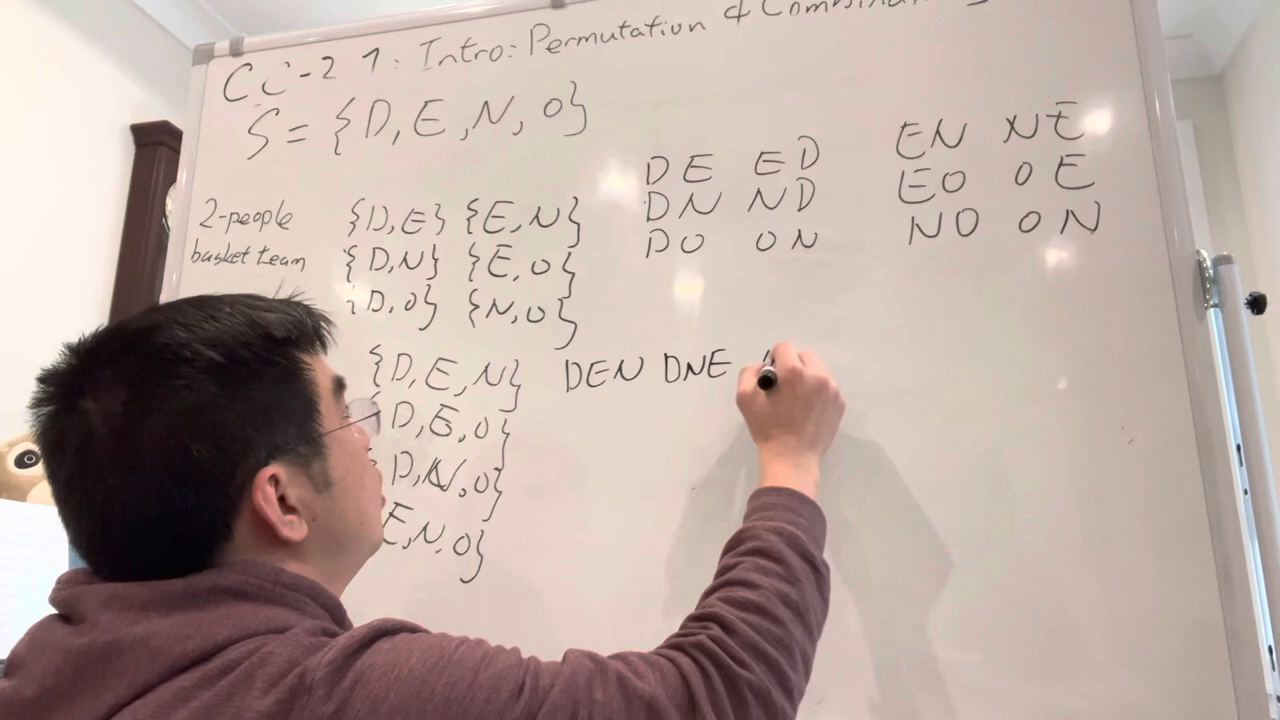 CC-2 1: Intro: Permutation &
S = {D, E, N, O}
2-people {D,E} {E,N}
basket team {D,N} {E,O}
{D,O} {N,O}
DE ED EN NE
DN ND EO OE
DO ON NO ON
{D,E,N} DEN DNE
D,E,O}
D,N,O}
E,N,O}